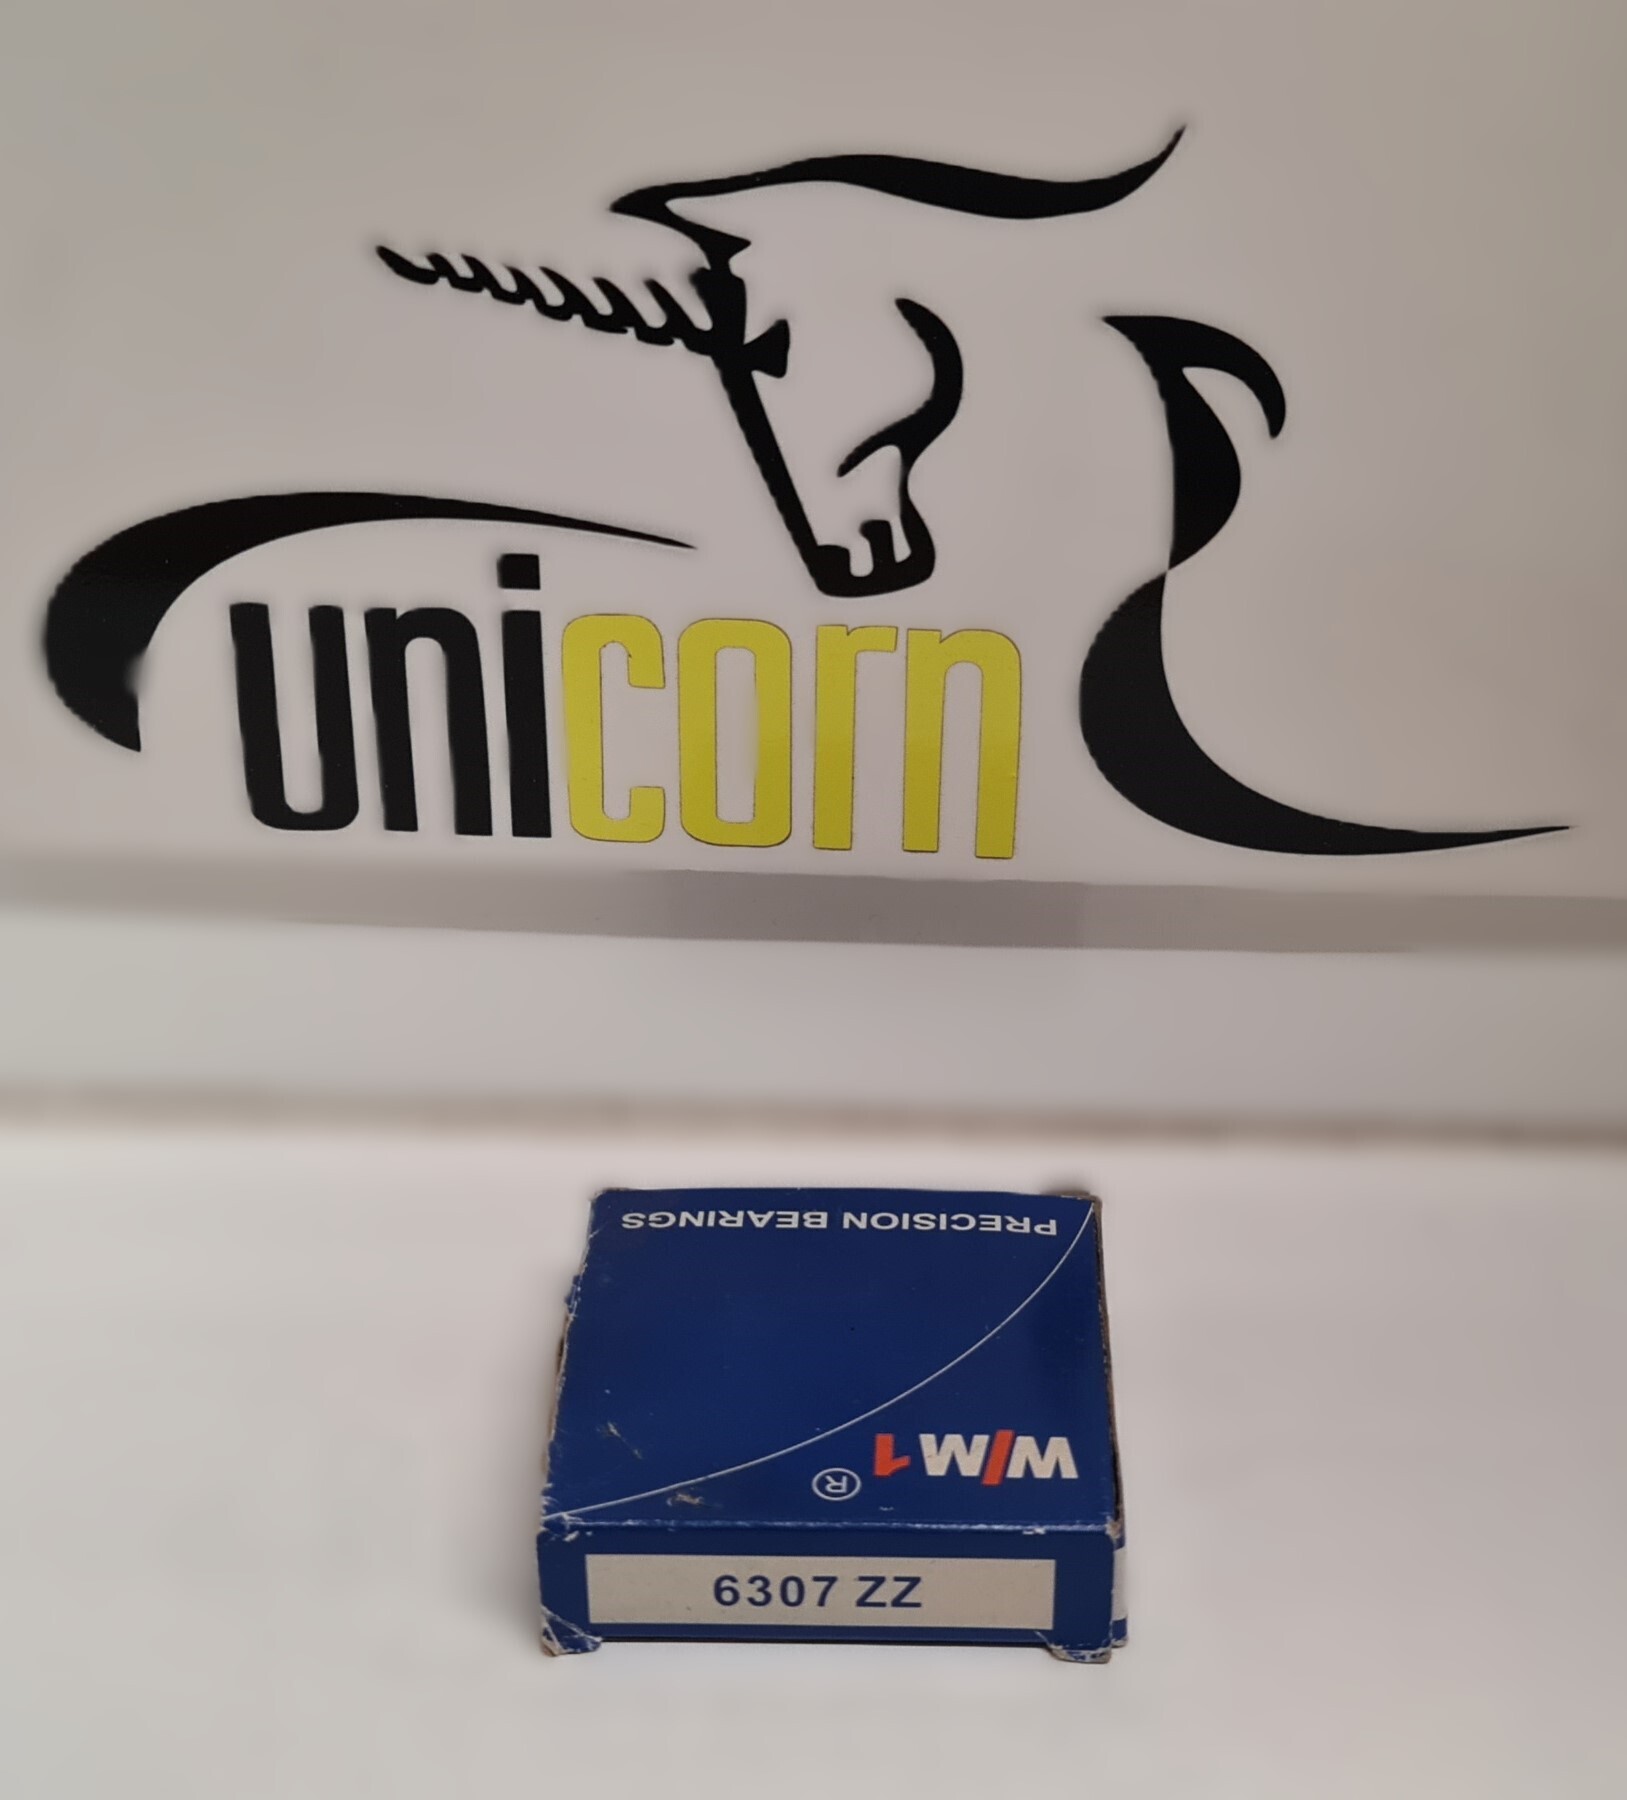 unicorn
PRECISION BEARINGS
W/M1 ®
6307 ZZ